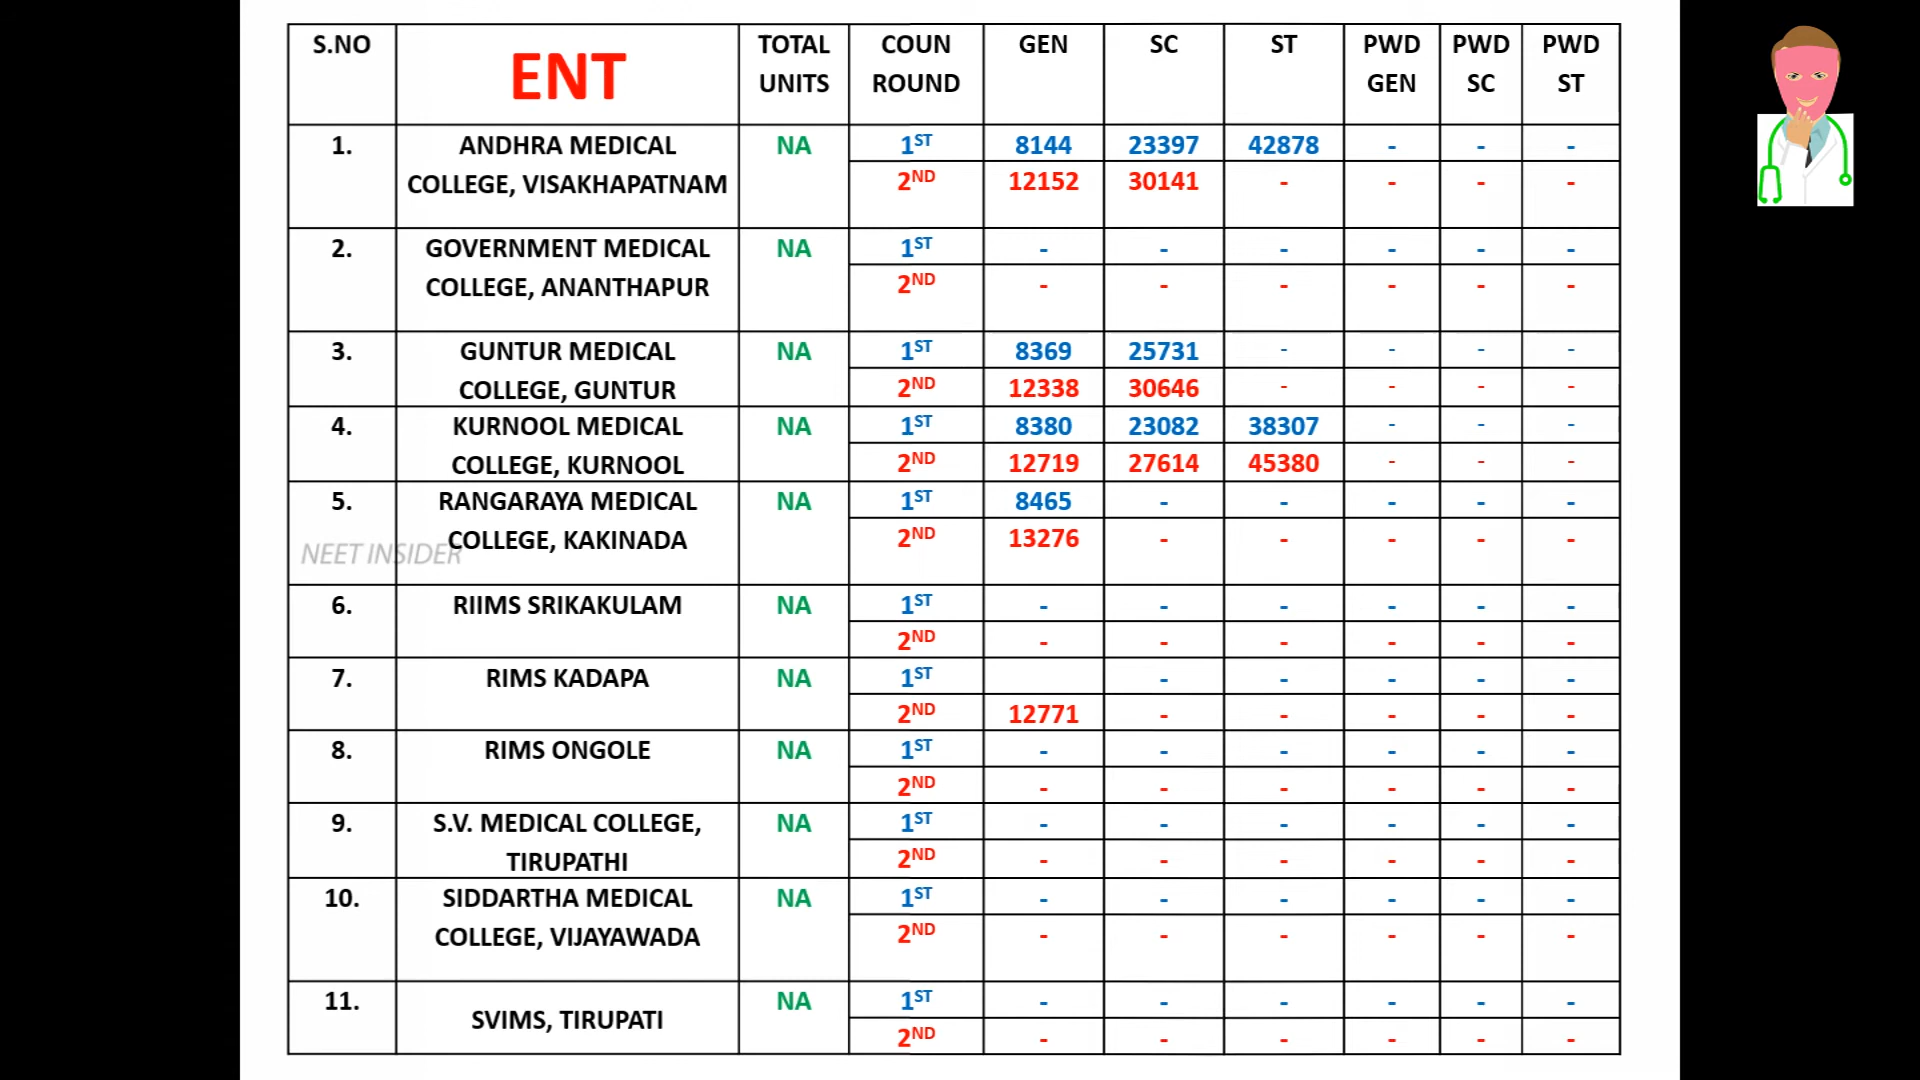 S.NO ENT TOTAL UNITS COUN ROUND GEN SC ST PWD GEN PWD SC PWD ST
1. ANDHRA MEDICAL COLLEGE, VISAKHAPATNAM NA 1ST 8144 23397 42878 - - -
2ND 12152 30141 - - - -
2. GOVERNMENT MEDICAL COLLEGE, ANANTHAPUR NA 1ST - - - - - -
2ND - - - - - -
3. GUNTUR MEDICAL COLLEGE, GUNTUR NA 1ST 8369 25731 - - - -
2ND 12338 30646 - - - -
4. KURNOOL MEDICAL COLLEGE, KURNOOL NA 1ST 8380 23082 38307 - - -
2ND 12719 27614 45380 - - -
5. RANGARAYA MEDICAL COLLEGE, KAKINADA NA 1ST 8465 - - - - -
2ND 13276 - - - - -
NEET INSIDER
6. RIIMS SRIKAKULAM NA 1ST - - - - - -
2ND - - - - - -
7. RIMS KADAPA NA 1ST - - - - -
2ND 12771 - - - - -
8. RIMS ONGOLE NA 1ST - - - - - -
2ND - - - - - -
9. S.V. MEDICAL COLLEGE, TIRUPATHI NA 1ST - - - - - -
2ND - - - - - -
10. SIDDARTHA MEDICAL COLLEGE, VIJAYAWADA NA 1ST - - - - - -
2ND - - - - - -
11. SVIMS, TIRUPATI NA 1ST - - - - - -
2ND - - - - - -